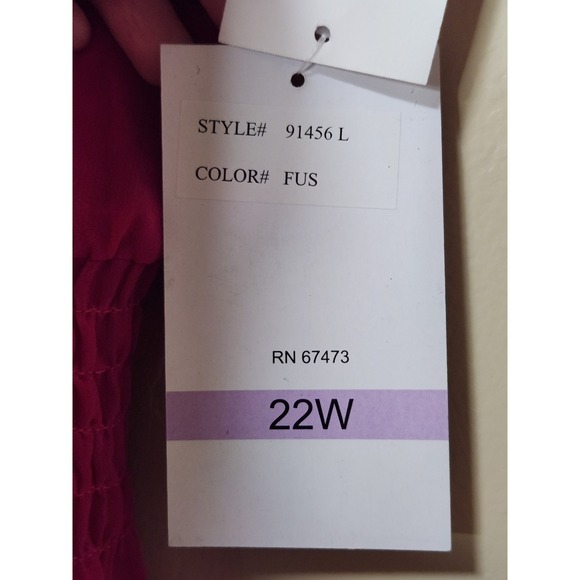 STYLE# 91456 L
COLOR# FUS
RN 67473
22W